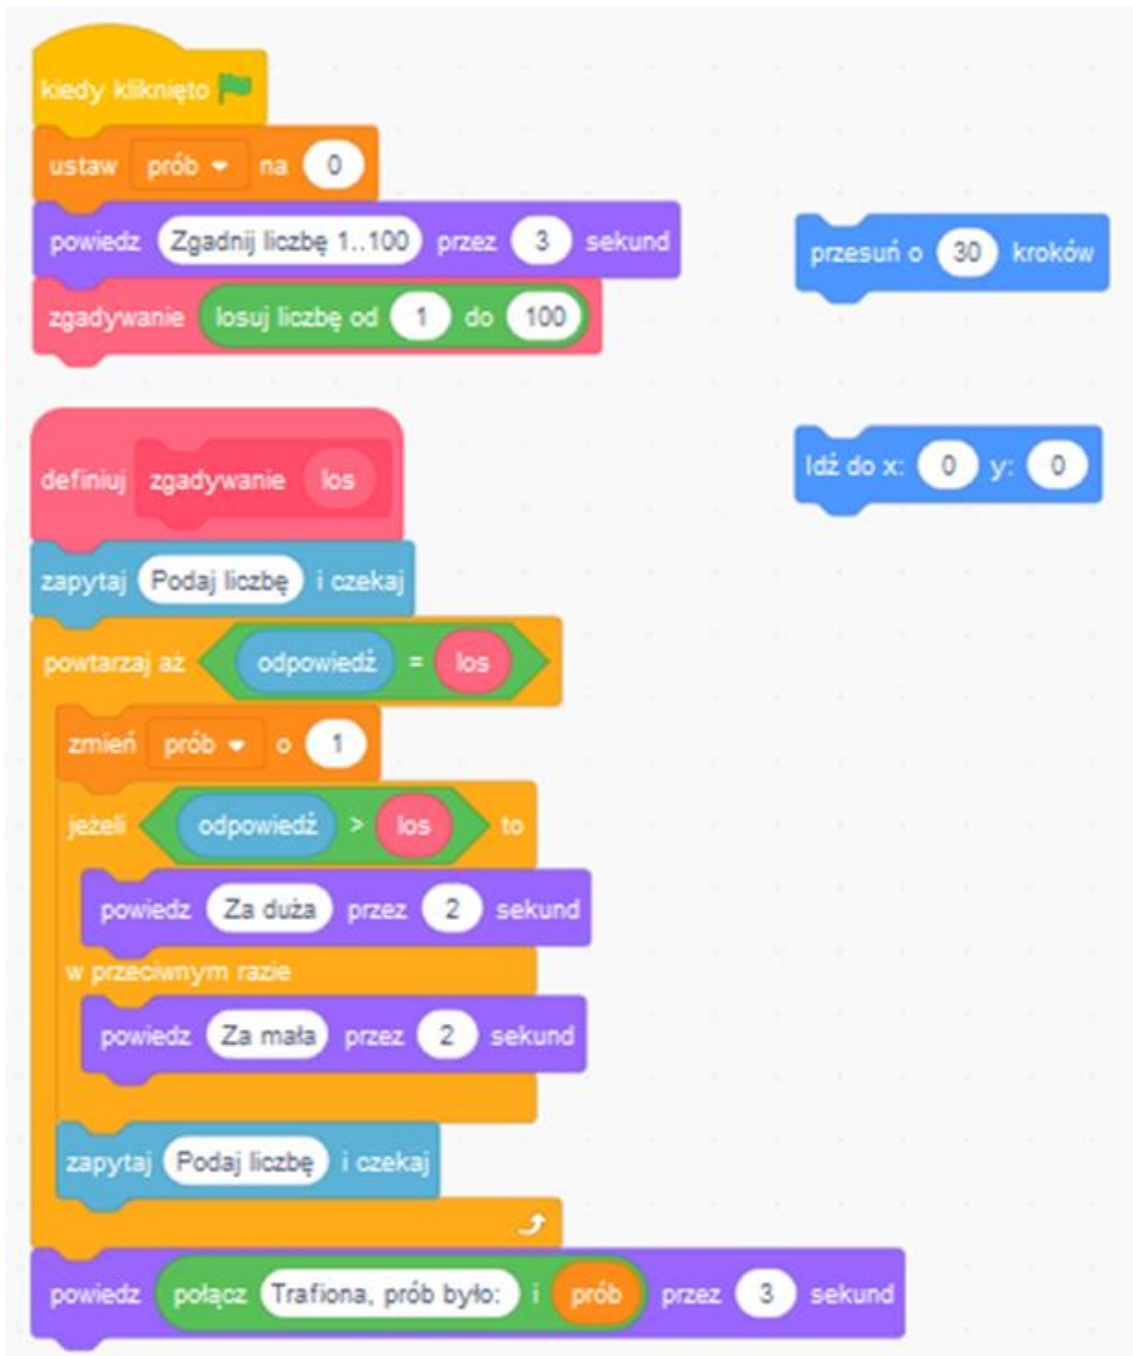 kiedy kliknięto
ustaw prób na 0
powiedz Zgadnij liczbę 1..100 przez 3 sekund
zgadywanie losuj liczbę od 1 do 100
przesuń o 30 kroków
definiuj zgadywanie los
Idź do x: 0 y: 0
zapytaj Podaj liczbę i czekaj
powtarzaj aż odpowiedź = los
zmień prób o 1
jeżeli odpowiedź > los to
powiedz Za duża przez 2 sekund
w przeciwnym razie
powiedz Za mała przez 2 sekund
zapytaj Podaj liczbę i czekaj
powiedz połącz Trafiona, prób było: i prób przez 3 sekund